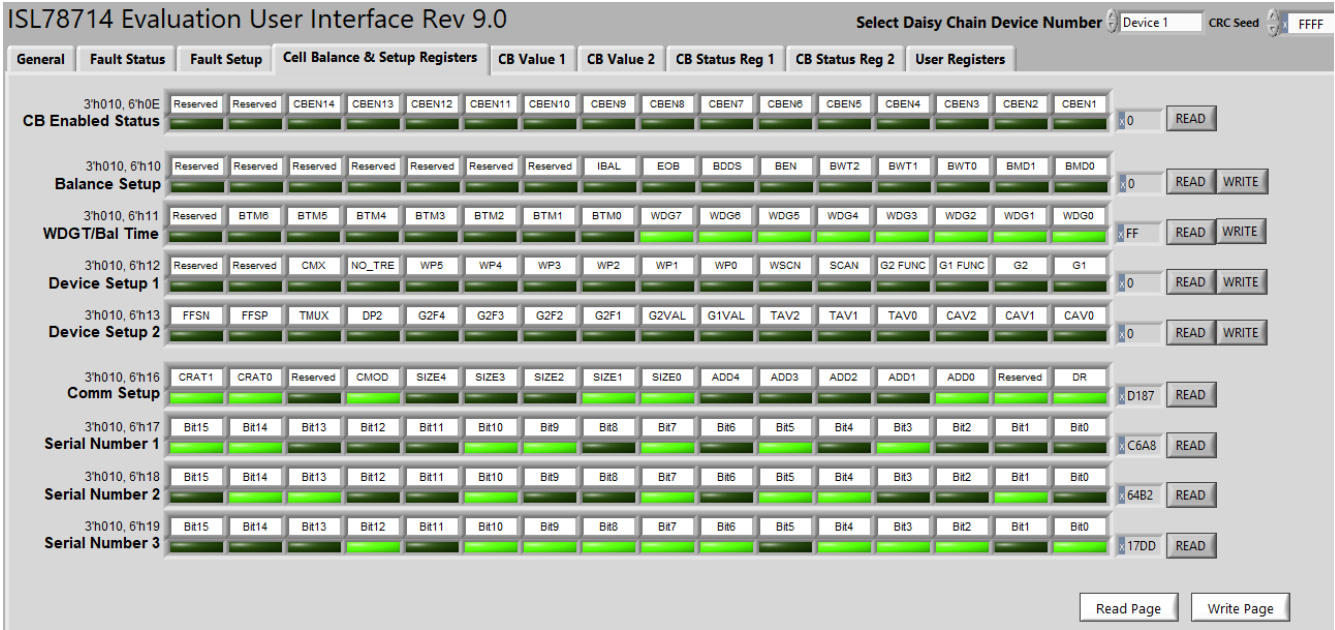 ISL78714 Evaluation User Interface Rev 9.0 Select Daisy Chain Device Number Device 1 CRC Seed x FFFF
General Fault Status Fault Setup Cell Balance & Setup Registers CB Value 1 CB Value 2 CB Status Reg 1 CB Status Reg 2 User Registers
3'h010, 6'h0E Reserved Reserved CBEN14 CBEN13 CBEN12 CBEN11 CBEN10 CBEN9 CBEN8 CBEN7 CBEN6 CBEN5 CBEN4 CBEN3 CBEN2 CBEN1
CB Enabled Status x 0 READ
3'h010, 6'h10 Reserved Reserved Reserved Reserved Reserved Reserved Reserved IBAL EOB BDDS BEN BWT2 BWT1 BWT0 BMD1 BMD0
Balance Setup x 0 READ WRITE
3'h010, 6'h11 Reserved BTM6 BTM5 BTM4 BTM3 BTM2 BTM1 BTM0 WDG7 WDG6 WDG5 WDG4 WDG3 WDG2 WDG1 WDG0
WDGT/Bal Time x FF READ WRITE
3'h010, 6'h12 Reserved Reserved CMX NO_TRE WP5 WP4 WP3 WP2 WP1 WP0 WSCN SCAN G2 FUNC G1 FUNC G2 G1
Device Setup 1 x 0 READ WRITE
3'h010, 6'h13 FFSN FFSP TMUX DP2 G2F4 G2F3 G2F2 G2F1 G2VAL G1VAL TAV2 TAV1 TAV0 CAV2 CAV1 CAV0
Device Setup 2 x 0 READ WRITE
3'h010, 6'h16 CRAT1 CRAT0 Reserved CMOD SIZE4 SIZE3 SIZE2 SIZE1 SIZE0 ADD4 ADD3 ADD2 ADD1 ADD0 Reserved DR
Comm Setup x D187 READ
3'h010, 6'h17 Bit15 Bit14 Bit13 Bit12 Bit11 Bit10 Bit9 Bit8 Bit7 Bit6 Bit5 Bit4 Bit3 Bit2 Bit1 Bit0
Serial Number 1 x C6A8 READ
3'h010, 6'h18 Bit15 Bit14 Bit13 Bit12 Bit11 Bit10 Bit9 Bit8 Bit7 Bit6 Bit5 Bit4 Bit3 Bit2 Bit1 Bit0
Serial Number 2 x 64B2 READ
3'h010, 6'h19 Bit15 Bit14 Bit13 Bit12 Bit11 Bit10 Bit9 Bit8 Bit7 Bit6 Bit5 Bit4 Bit3 Bit2 Bit1 Bit0
Serial Number 3 x 17DD READ
Read Page Write Page